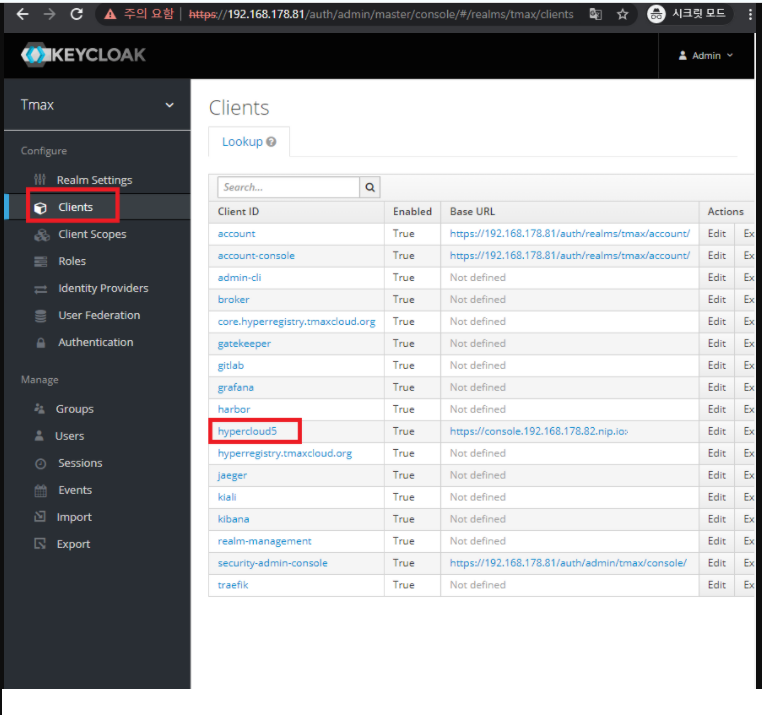 주의 요함 | https://192.168.178.81/auth/admin/master/console/#/realms/tmax/clients 시크릿 모드
KEYCLOAK Admin
Tmax
Configure
Realm Settings
Clients
Client Scopes
Roles
Identity Providers
User Federation
Authentication
Manage
Groups
Users
Sessions
Events
Import
Export
Clients
Lookup
Search...
Client ID Enabled Base URL Actions
account True https://192.168.178.81/auth/realms/tmax/account/ Edit Ex
account-console True https://192.168.178.81/auth/realms/tmax/account/ Edit Ex
admin-cli True Not defined Edit Ex
broker True Not defined Edit Ex
core.hyperregistry.tmaxcloud.org True Not defined Edit Ex
gatekeeper True Not defined Edit Ex
gitlab True Not defined Edit Ex
grafana True Not defined Edit Ex
harbor True Not defined Edit Ex
hypercloud5 True https://console.192.168.178.82.nip.io Edit Ex
hyperregistry.tmaxcloud.org True Not defined Edit Ex
jaeger True Not defined Edit Ex
kiali True Not defined Edit Ex
kibana True Not defined Edit Ex
realm-management True Not defined Edit Ex
security-admin-console True https://192.168.178.81/auth/admin/tmax/console/ Edit Ex
traefik True Not defined Edit Ex